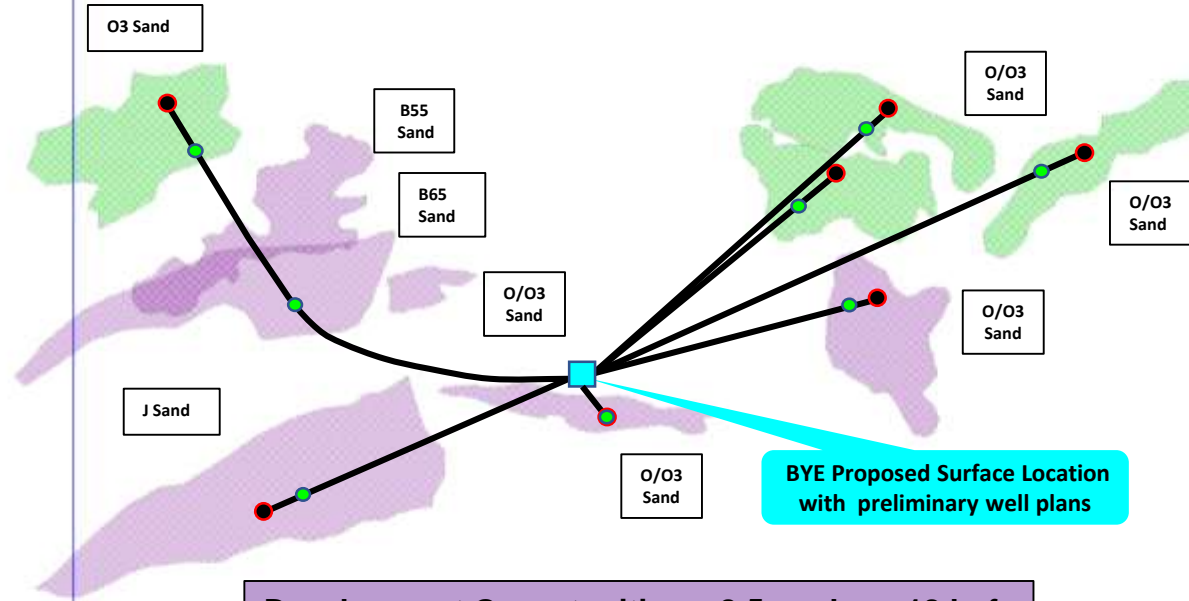 O3 Sand
B55
Sand
O/O3
Sand
B65
Sand
O/O3
Sand
O/O3
Sand
O/O3
Sand
J Sand
O/O3
Sand
BYE Proposed Surface Location
with preliminary well plans